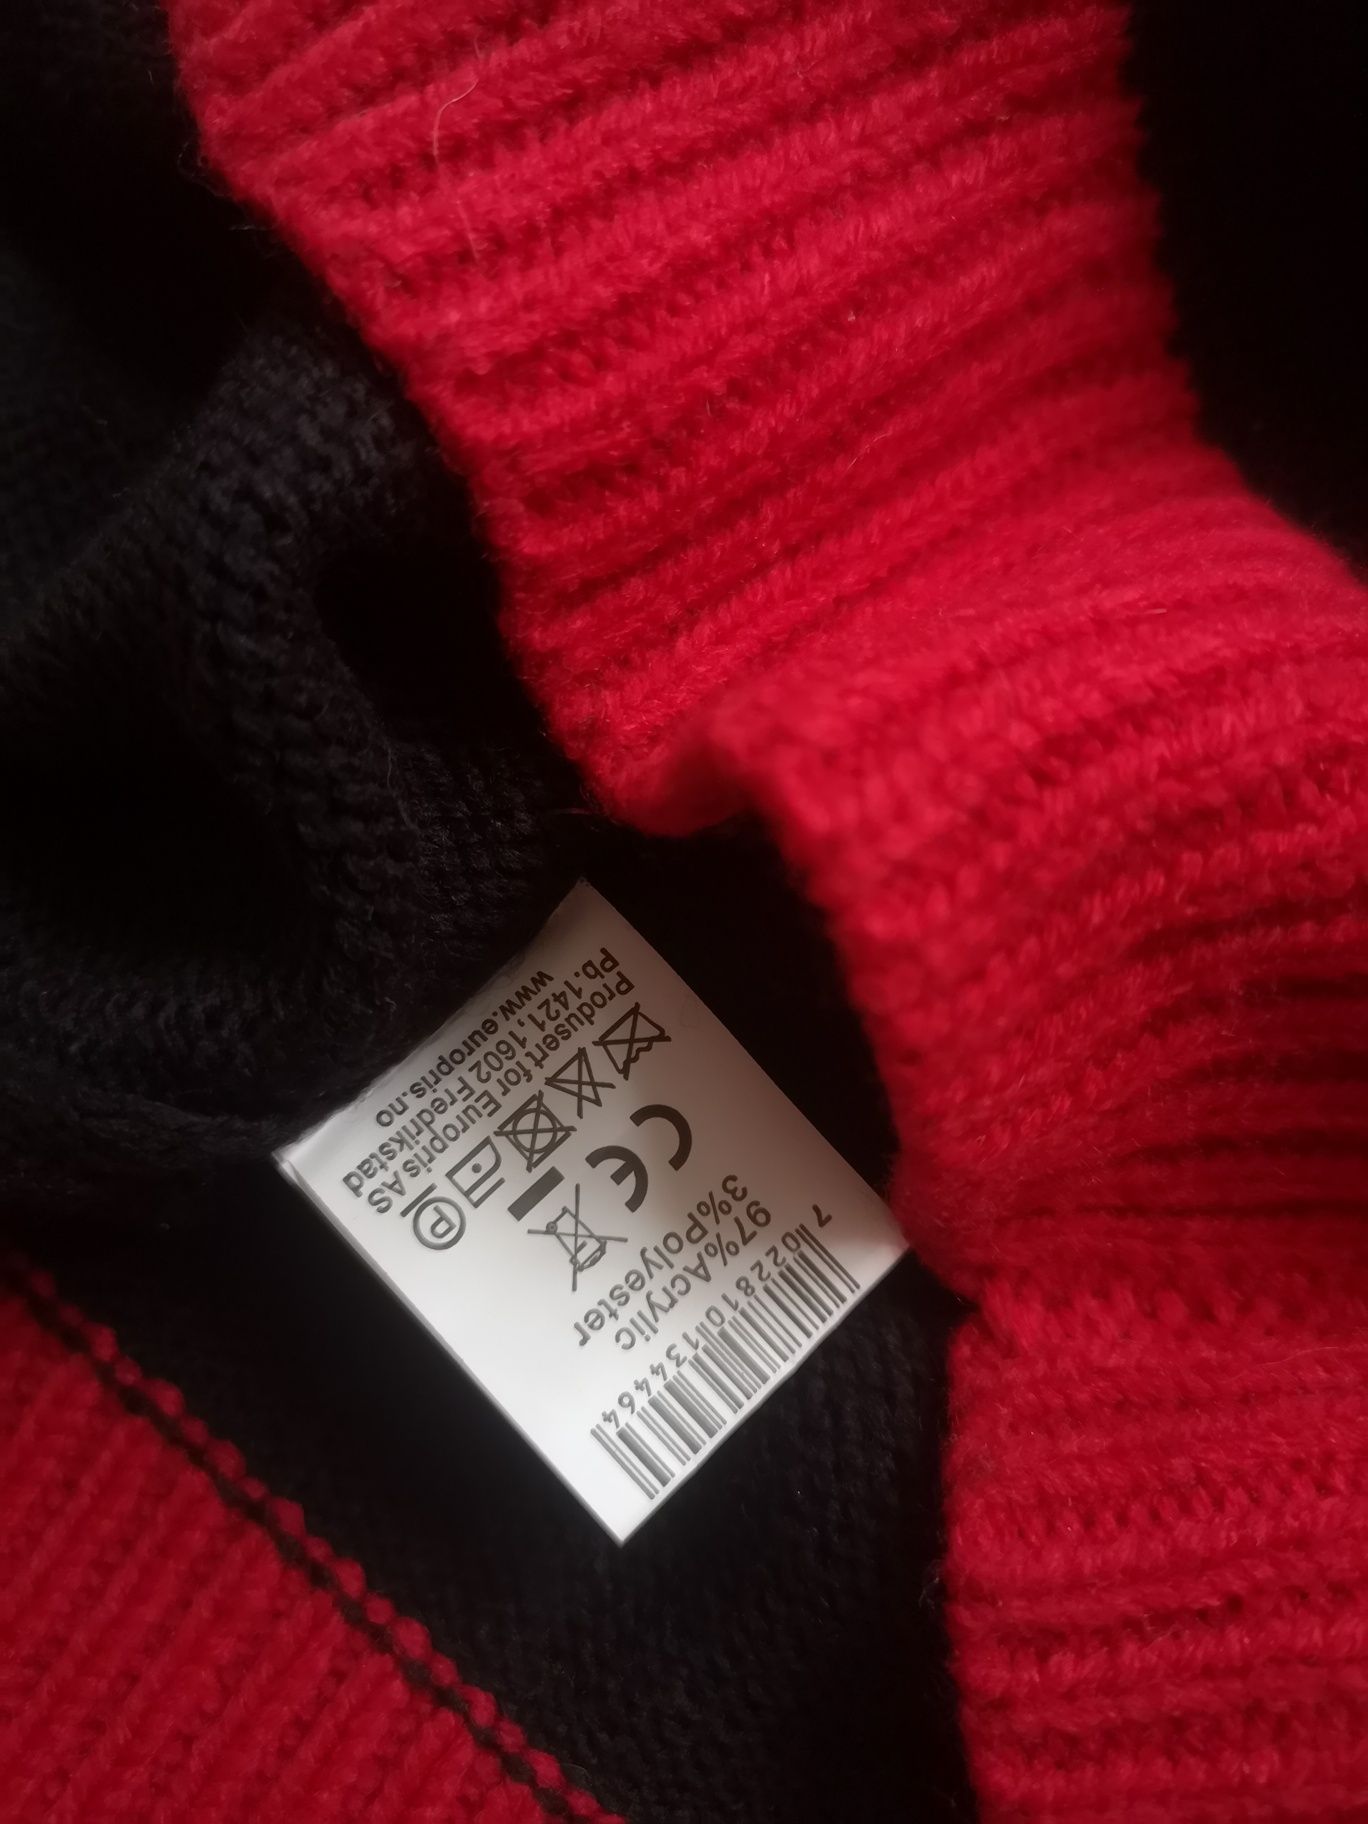 7 022810 134464
97%Acrylic
3%Polyester
CE
P
Produsert for Europris AS
Pb.1421,1602 Fredrikstad
www.europris.no